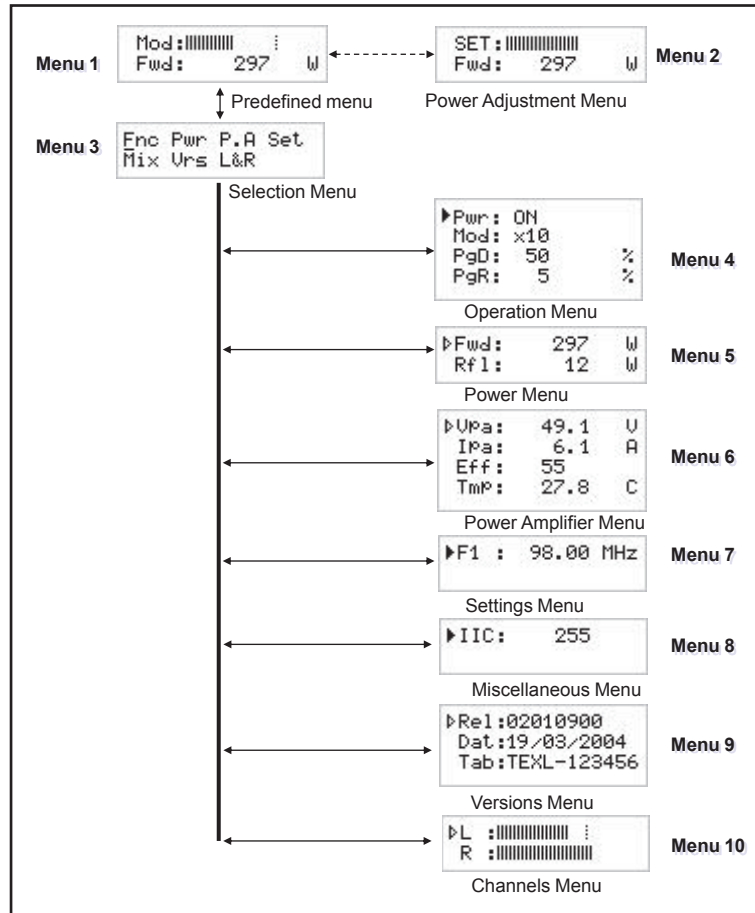 Menu 1
Mod:
Fwd: 297 W
SET:
Fwd: 297 W
Menu 2
Predefined menu
Power Adjustment Menu
Menu 3
Fnc Pwr P.A Set
Mix Vrs L&R
Selection Menu
Pwr: ON
Mod: x10
PgD: 50 %
PgR: 5 %
Menu 4
Operation Menu
Fwd: 297 W
Rfl: 12 W
Menu 5
Power Menu
Vpa: 49.1 V
Ipa: 6.1 A
Eff: 55
Tmp: 27.8 C
Menu 6
Power Amplifier Menu
F1 : 98.00 MHz
Menu 7
Settings Menu
IIC: 255
Menu 8
Miscellaneous Menu
Rel:02010900
Dat:19/03/2004
Tab:TEXL-123456
Menu 9
Versions Menu
L :
R :
Menu 10
Channels Menu